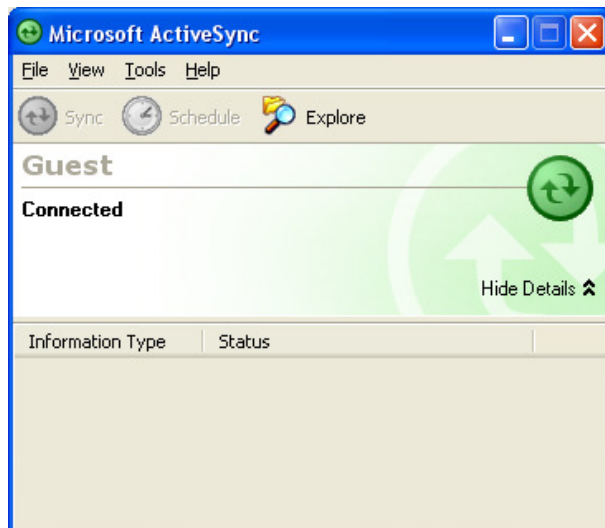 Microsoft ActiveSync
File View Tools Help
Sync Schedule Explore
Guest
Connected
Hide Details
Information Type Status